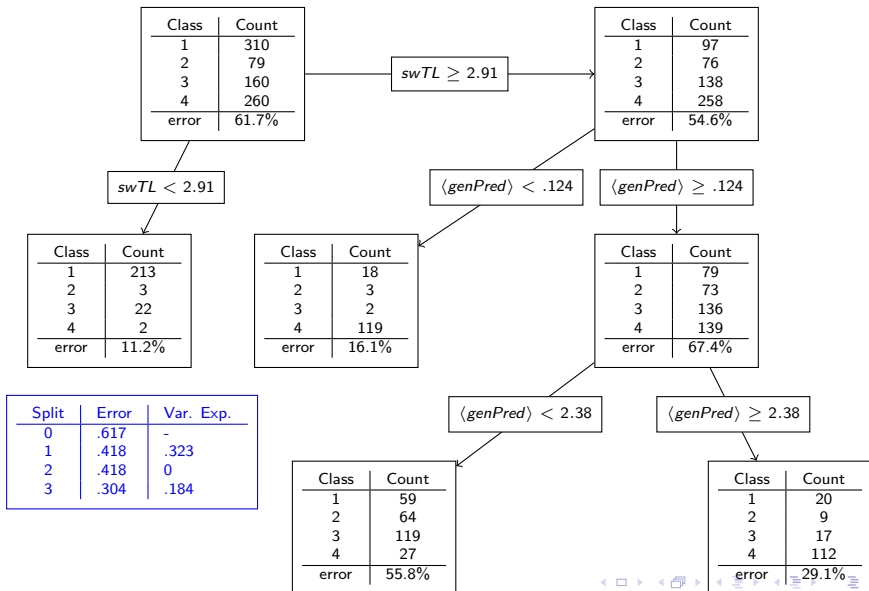 Class Count
1 310
2 79
3 160
4 260
error 61.7%
swTL ≥ 2.91
Class Count
1 97
2 76
3 138
4 258
error 54.6%
swTL < 2.91
⟨genPred⟩ < .124
⟨genPred⟩ ≥ .124
Class Count
1 213
2 3
3 22
4 2
error 11.2%
Class Count
1 18
2 3
3 2
4 119
error 16.1%
Class Count
1 79
2 73
3 136
4 139
error 67.4%
Split Error Var. Exp.
0 .617 -
1 .418 .323
2 .418 0
3 .304 .184
⟨genPred⟩ < 2.38
⟨genPred⟩ ≥ 2.38
Class Count
1 59
2 64
3 119
4 27
error 55.8%
Class Count
1 20
2 9
3 17
4 112
error 29.1%